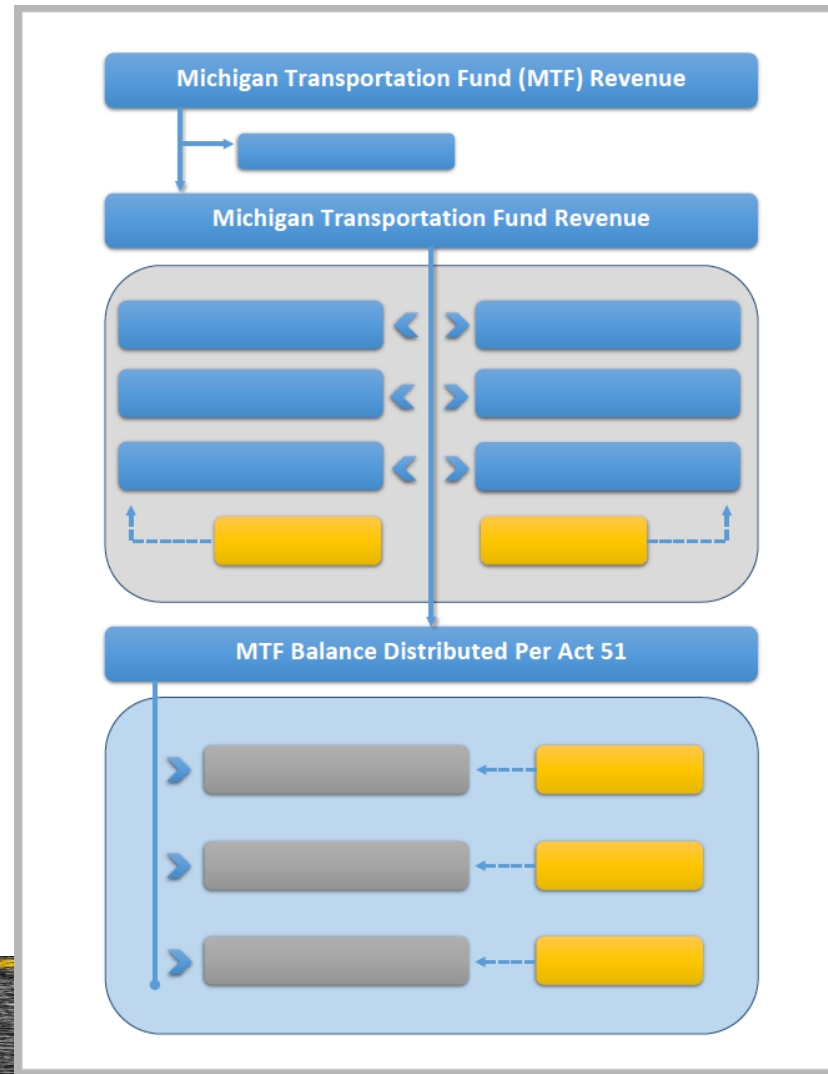 Michigan Transportation Fund (MTF) Revenue
Michigan Transportation Fund Revenue
MTF Balance Distributed Per Act 51